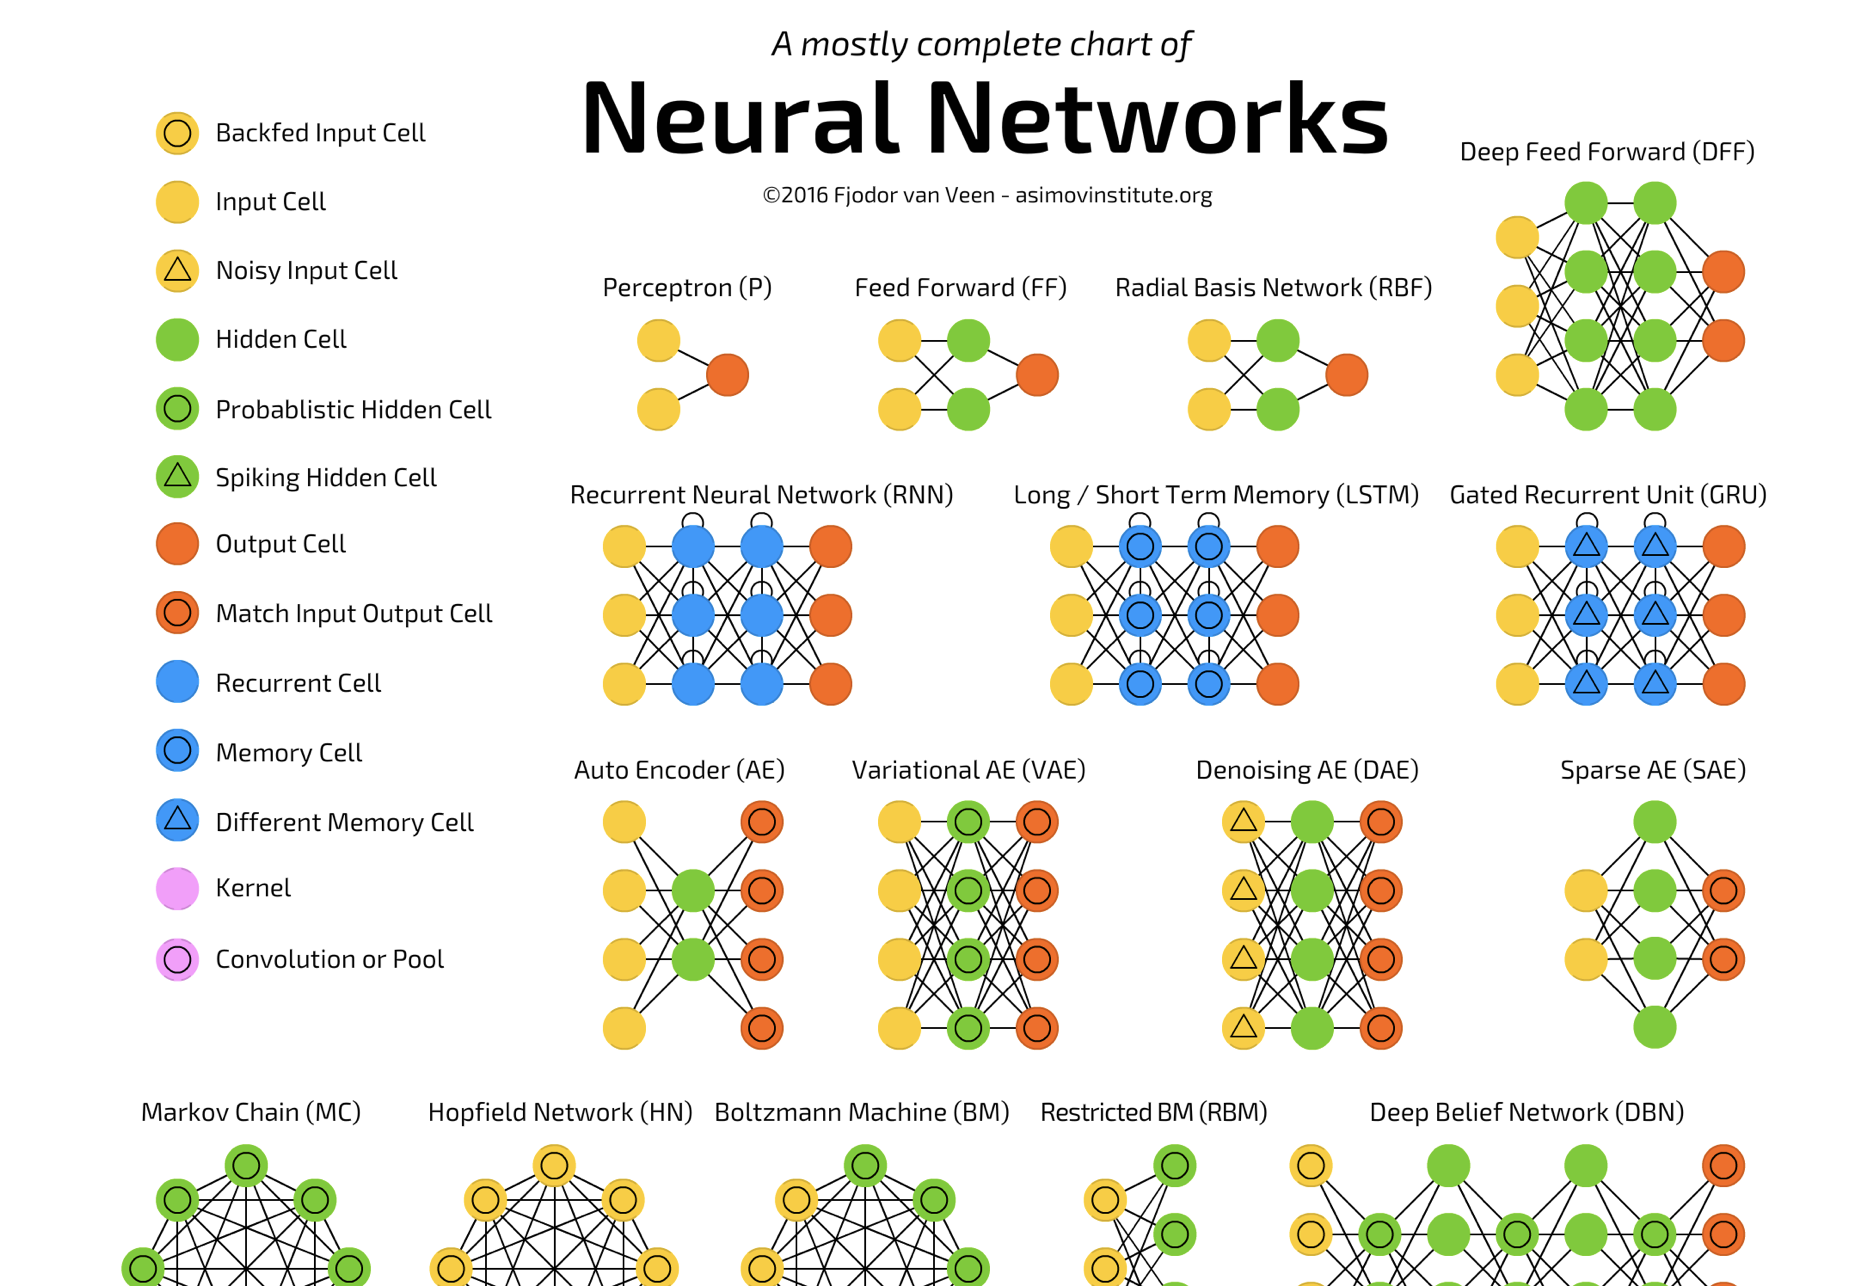 A mostly complete chart of
Neural Networks
©2016 Fjodor van Veen - asimovinstitute.org
Backfed Input Cell
Input Cell
Noisy Input Cell
Hidden Cell
Probablistic Hidden Cell
Spiking Hidden Cell
Output Cell
Match Input Output Cell
Recurrent Cell
Memory Cell
Different Memory Cell
Kernel
Convolution or Pool
Deep Feed Forward (DFF)
Perceptron (P)
Feed Forward (FF)
Radial Basis Network (RBF)
Recurrent Neural Network (RNN)
Long / Short Term Memory (LSTM)
Gated Recurrent Unit (GRU)
Auto Encoder (AE)
Variational AE (VAE)
Denoising AE (DAE)
Sparse AE (SAE)
Markov Chain (MC)
Hopfield Network (HN)
Boltzmann Machine (BM)
Restricted BM (RBM)
Deep Belief Network (DBN)